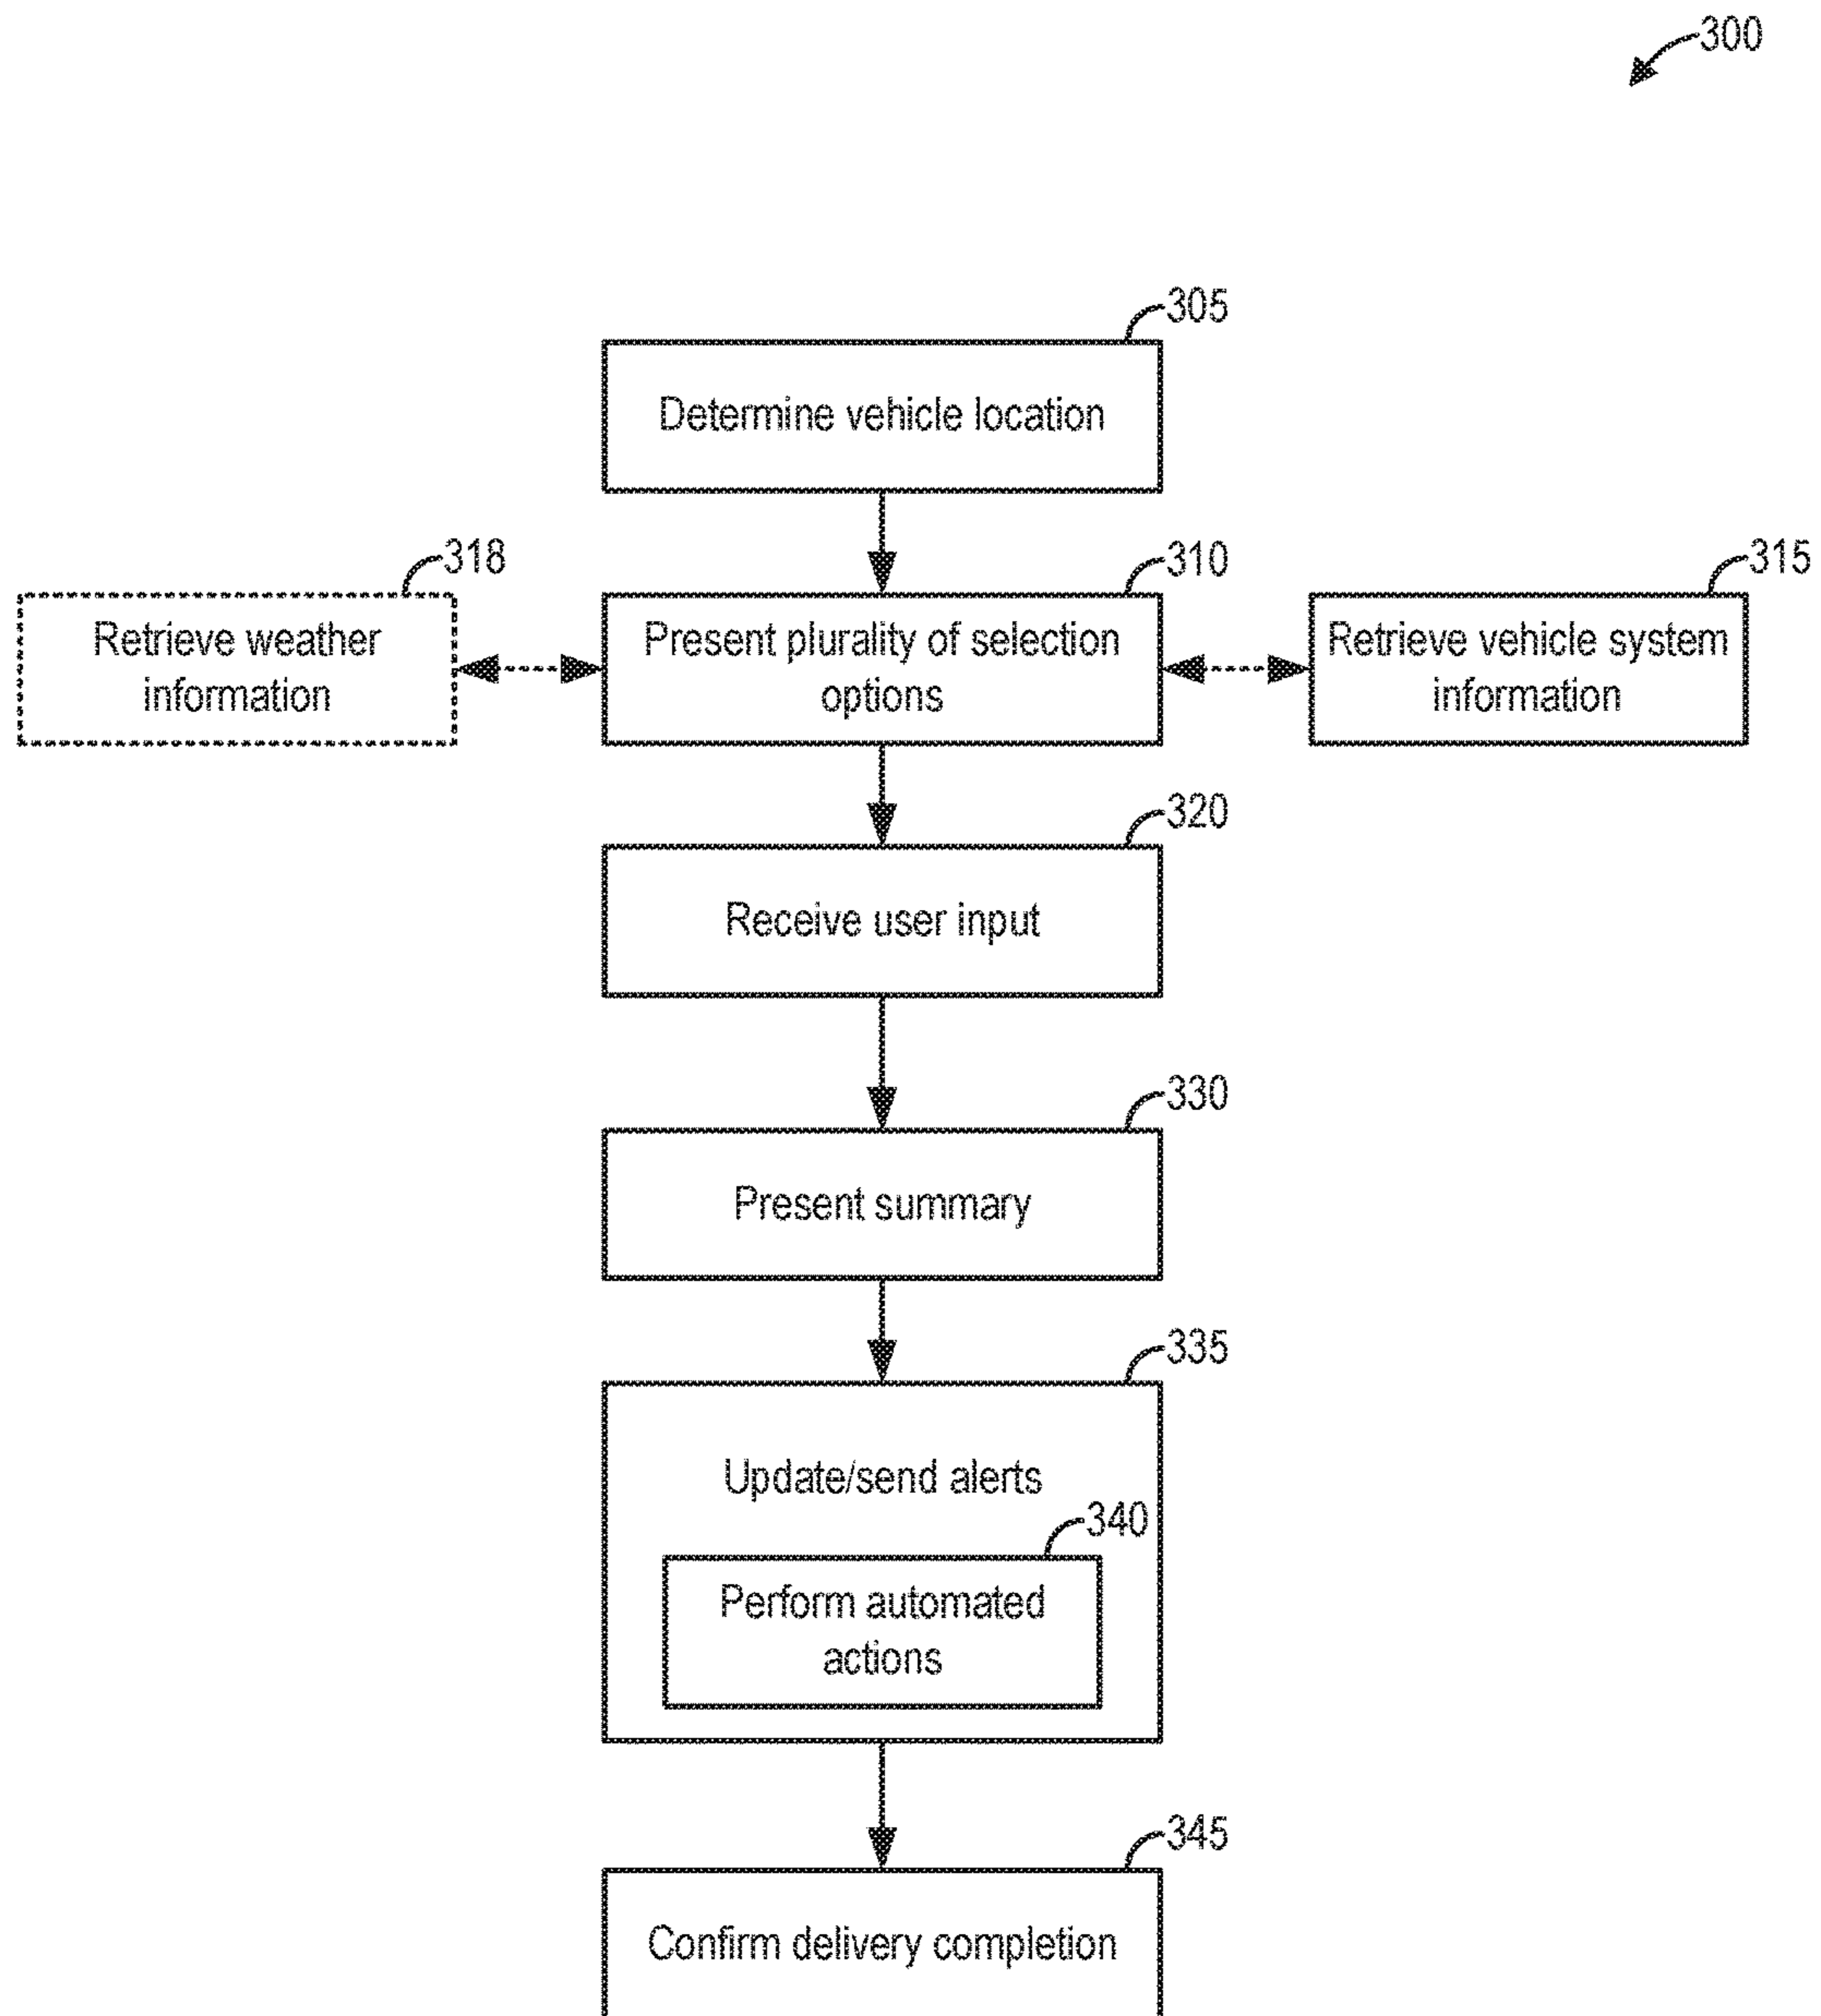 300
305
Determine vehicle location
318
310
315
Retrieve weather
information
Present plurality of selection
options
Retrieve vehicle system
information
320
Receive user input
330
Present summary
335
Update/send alerts
340
Perform automated
actions
345
Confirm delivery completion